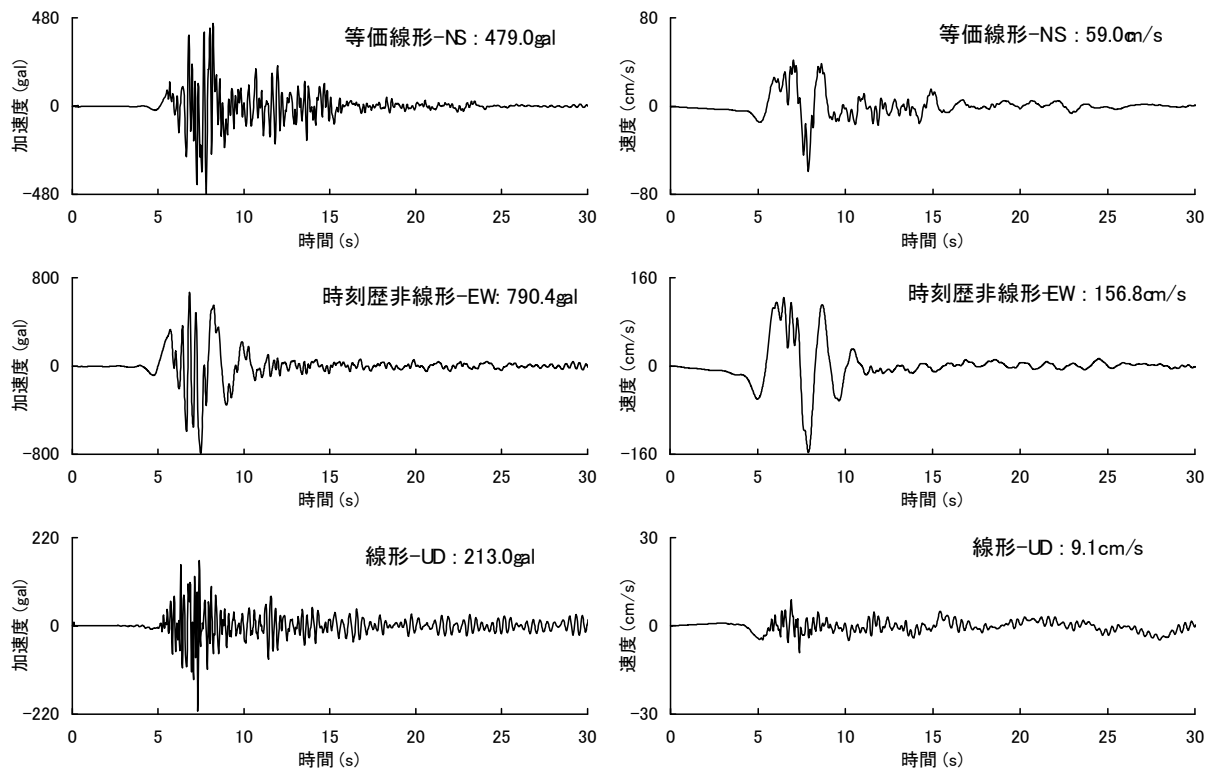 480
0
-480
加速度 (gal)
等価線形-NS : 479.0gal
0 5 10 15 20 25 30
時間 (s)
80
0
-80
速度 (cm/s)
等価線形-NS : 59.0cm/s
0 5 10 15 20 25 30
時間 (s)
800
0
-800
加速度 (gal)
時刻歴非線形-EW: 790.4gal
0 5 10 15 20 25 30
時間 (s)
160
0
-160
速度 (cm/s)
時刻歴非線形-EW : 156.8cm/s
0 5 10 15 20 25 30
時間 (s)
220
0
-220
加速度 (gal)
線形-UD : 213.0gal
0 5 10 15 20 25 30
時間 (s)
30
0
-30
速度 (cm/s)
線形-UD : 9.1cm/s
0 5 10 15 20 25 30
時間 (s)